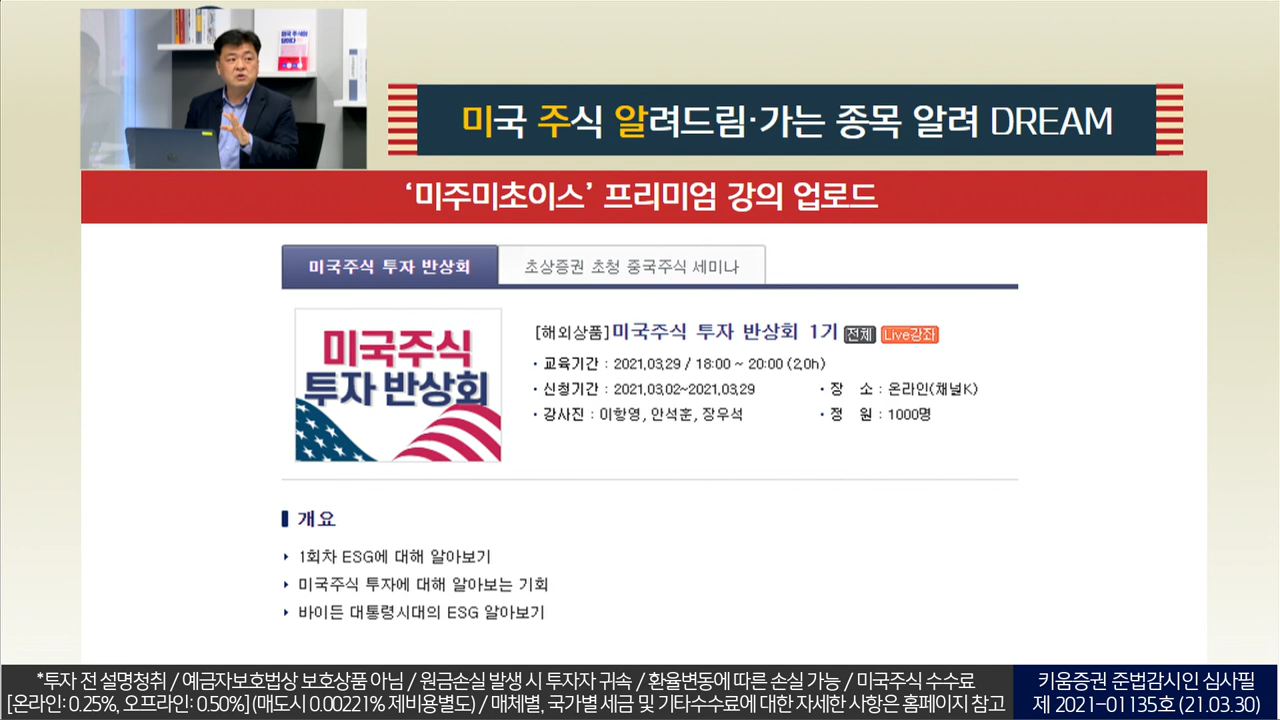 미국 주식이
답이다
미국 주식 알려드림·가는 종목 알려 DREAM
‘미주미초이스’ 프리미엄 강의 업로드
미국주식 투자 반상회
초상증권 초청 중국주식 세미나
미국주식
투자 반상회
[해외상품]미국주식 투자 반상회 1기 전체 Live강좌
· 교육기간 : 2021.03.29 / 18:00 ~ 20:00 (2.0h)
· 신청기간 : 2021.03.02~2021.03.29 · 장 소 : 온라인(채널K)
· 강사진 : 이항영, 안석훈, 장우석 · 정 원 : 1000명
개요
1회차 ESG에 대해 알아보기
미국주식 투자에 대해 알아보는 기회
바이든 대통령시대의 ESG 알아보기
*투자 전 설명청취 / 예금자보호법상 보호상품 아님 / 원금손실 발생 시 투자자 귀속 / 환율변동에 따른 손실 가능 / 미국주식 수수료
[온라인: 0.25%, 오프라인: 0.50%](매도시 0.00221% 제비용별도) / 매체별, 국가별 세금 및 기타수수료에 대한 자세한 사항은 홈페이지 참고
키움증권 준법감시인 심사필
제 2021-01135호 (21.03.30)